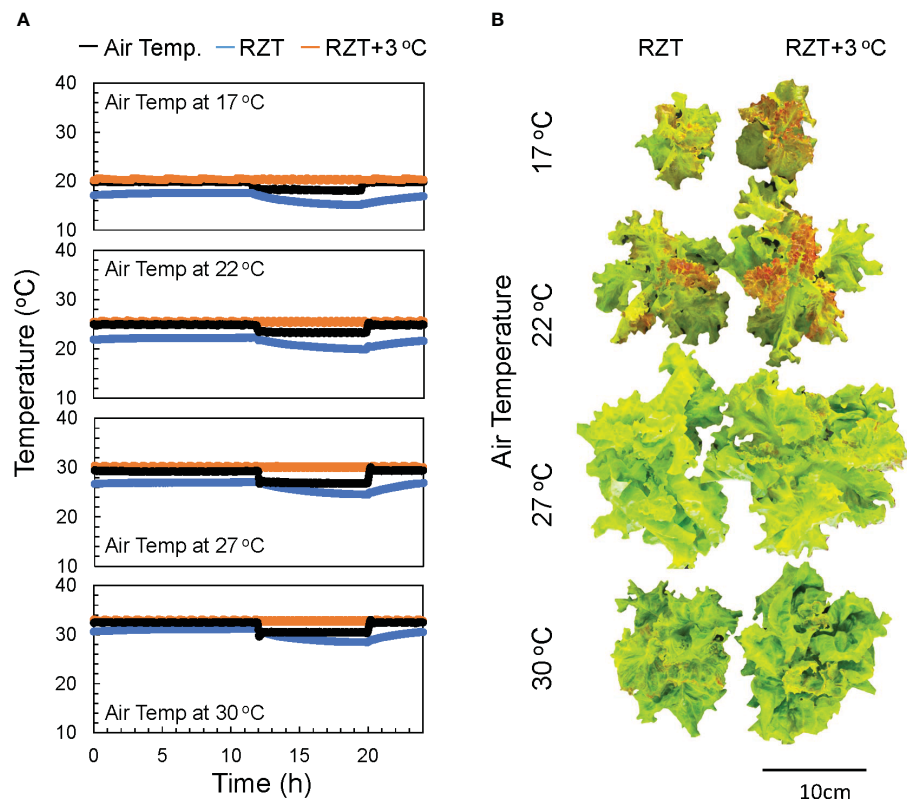 A
Air Temp. RZT RZT+3 °C
Temperature (°C)
40
Air Temp at 17 °C
30
20
10
40
Air Temp at 22 °C
30
20
10
40
30
20
Air Temp at 27 °C
10
40
30
20
Air Temp at 30 °C
10
0 5 10 15 20
Time (h)
B
RZT RZT+3 °C
Air Temperature
17 °C
22 °C
27 °C
30 °C
10cm